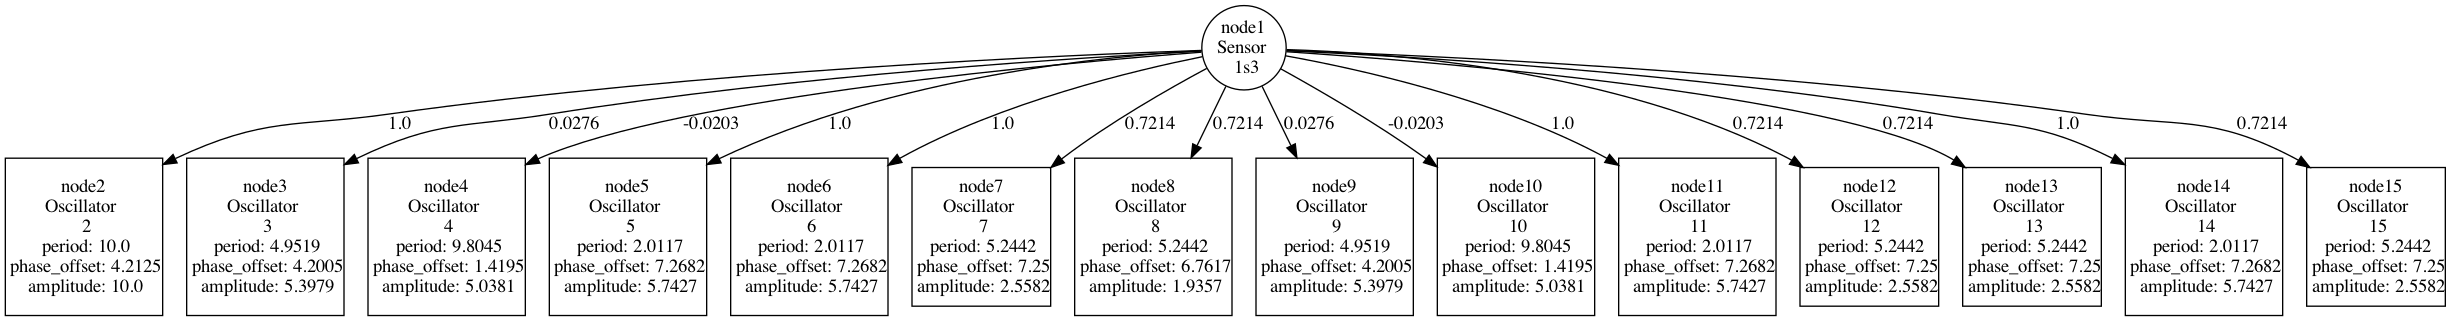 node1
Sensor
1s3
1.0
0.0276
-0.0203
1.0
1.0
0.7214
0.7214
0.0276
-0.0203
1.0
0.7214
0.7214
1.0
0.7214
node2
Oscillator
2
period: 10.0
phase_offset: 4.2125
amplitude: 10.0
node3
Oscillator
3
period: 4.9519
phase_offset: 4.2005
amplitude: 5.3979
node4
Oscillator
4
period: 9.8045
phase_offset: 1.4195
amplitude: 5.0381
node5
Oscillator
5
period: 2.0117
phase_offset: 7.2682
amplitude: 5.7427
node6
Oscillator
6
period: 2.0117
phase_offset: 7.2682
amplitude: 5.7427
node7
Oscillator
7
period: 5.2442
phase_offset: 7.25
amplitude: 2.5582
node8
Oscillator
8
period: 5.2442
phase_offset: 6.7617
amplitude: 1.9357
node9
Oscillator
9
period: 4.9519
phase_offset: 4.2005
amplitude: 5.3979
node10
Oscillator
10
period: 9.8045
phase_offset: 1.4195
amplitude: 5.0381
node11
Oscillator
11
period: 2.0117
phase_offset: 7.2682
amplitude: 5.7427
node12
Oscillator
12
period: 5.2442
phase_offset: 7.25
amplitude: 2.5582
node13
Oscillator
13
period: 5.2442
phase_offset: 7.25
amplitude: 2.5582
node14
Oscillator
14
period: 2.0117
phase_offset: 7.2682
amplitude: 5.7427
node15
Oscillator
15
period: 5.2442
phase_offset: 7.25
amplitude: 2.5582